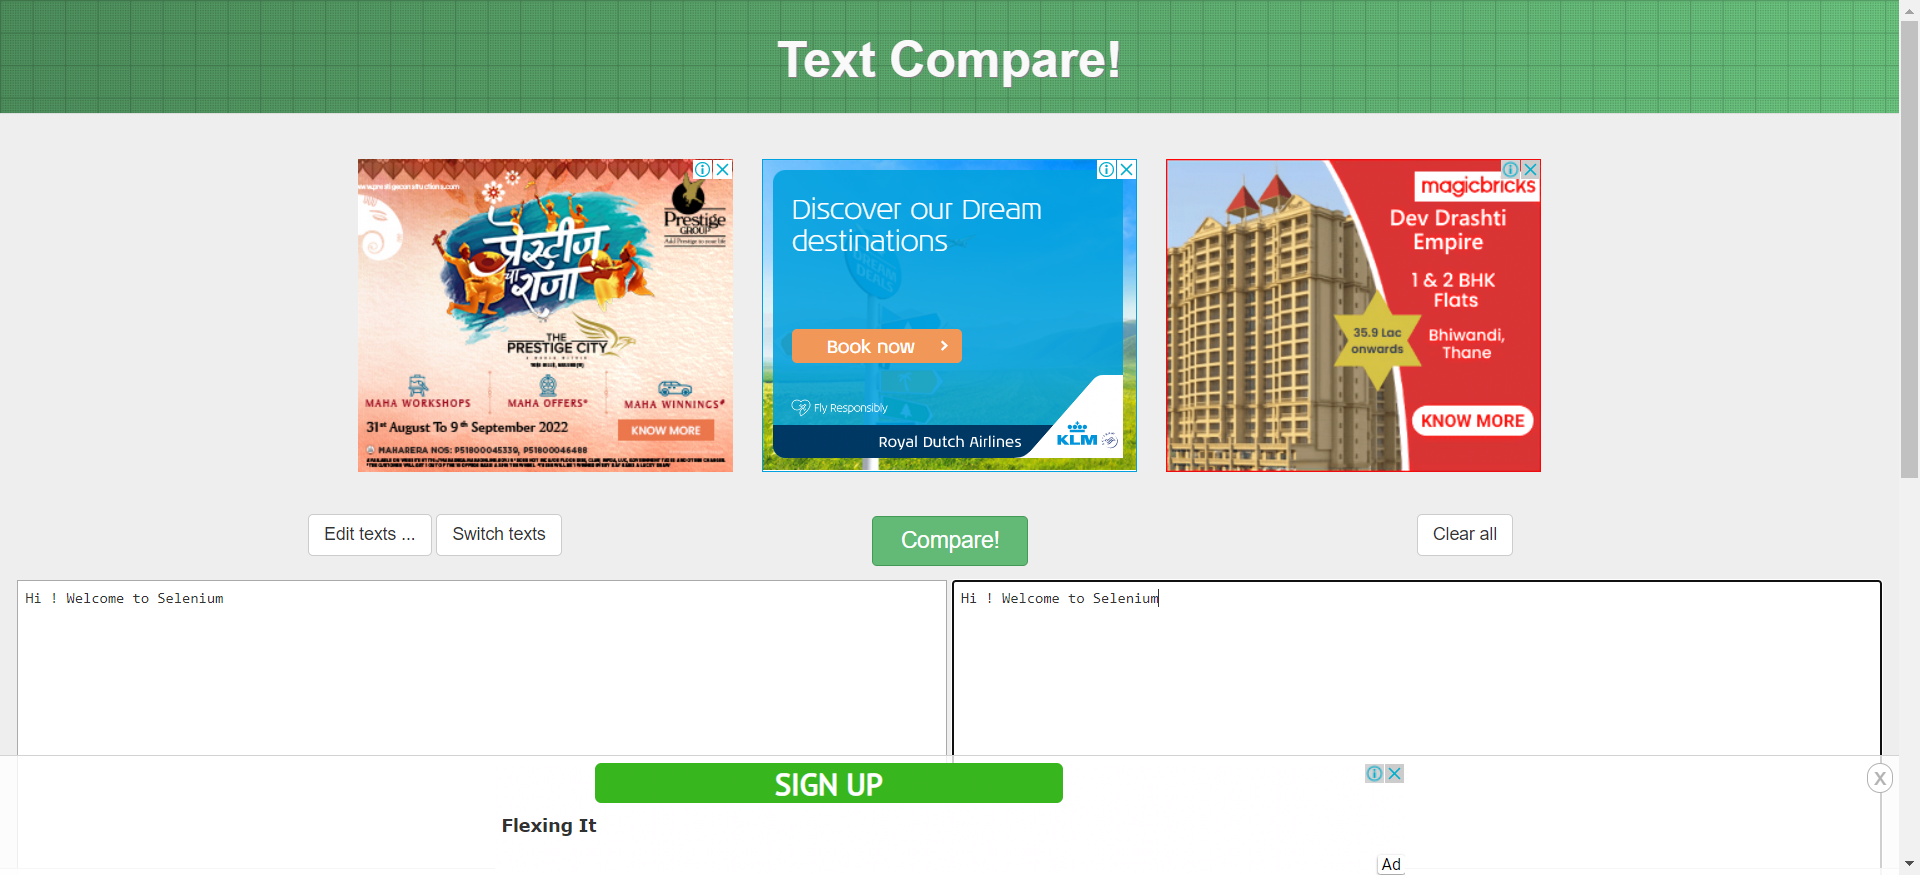 Text Compare!
www.prestigeconstructions.com
Prestige
GROUP
Add Prestige to your life
प्रेस्टीज
चा
राजा
THE
PRESTIGE CITY
MAHA WORKSHOPS
MAHA OFFERS*
MAHA WINNINGS*
31st August To 9th September 2022
KNOW MORE
MAHARERA NOS: P51800045339, P51800046488
Discover our Dream
destinations
DREAM
DEALS
Book now
Fly Responsibly
Royal Dutch Airlines
KLM
magicbricks
Dev Drashti
Empire
1 & 2 BHK
Flats
35.9 Lac
onwards
Bhiwandi,
Thane
KNOW MORE
Edit texts ...
Switch texts
Compare!
Clear all
Hi ! Welcome to Selenium
Hi ! Welcome to Selenium
SIGN UP
X
Flexing It
Ad